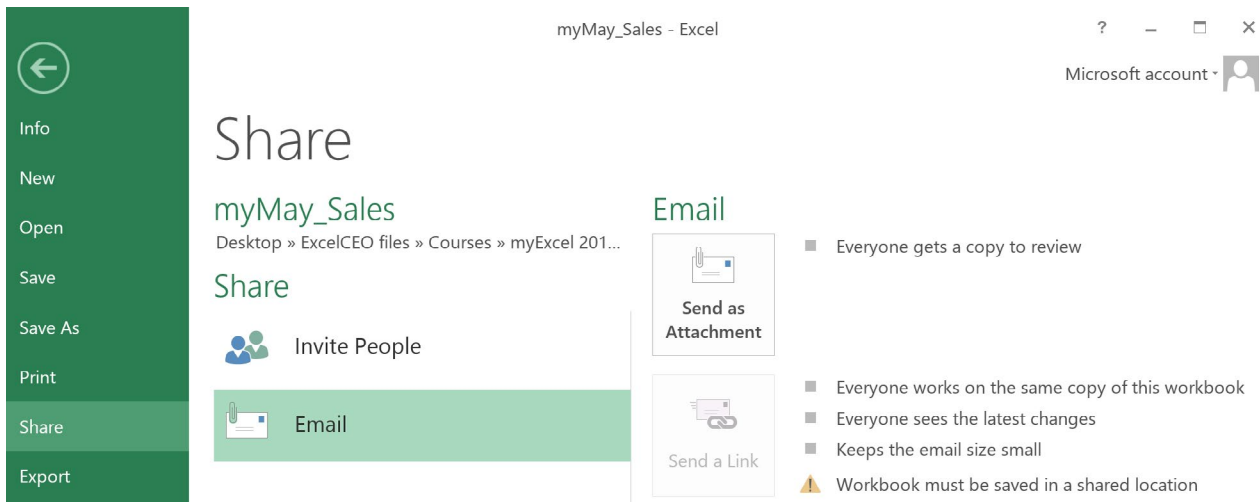 myMay_Sales - Excel
?
Microsoft account
Info
New
Open
Save
Save As
Print
Share
Export
Share
myMay_Sales
Desktop » ExcelCEO files » Courses » myExcel 201...
Share
Invite People
Email
Email
Send as
Attachment
Everyone gets a copy to review
Send a Link
Everyone works on the same copy of this workbook
Everyone sees the latest changes
Keeps the email size small
Workbook must be saved in a shared location